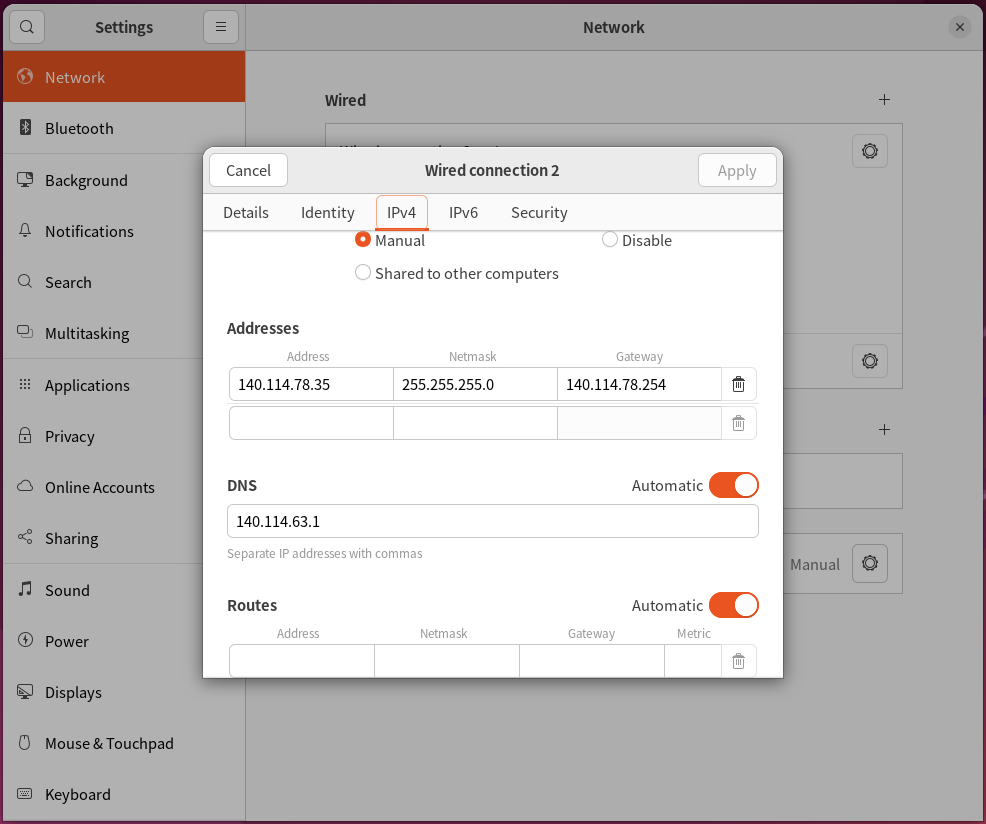 Settings
Network
Network
Bluetooth
Background
Notifications
Search
Multitasking
Applications
Privacy
Online Accounts
Sharing
Sound
Power
Displays
Mouse & Touchpad
Keyboard
Wired
Manual
Cancel
Wired connection 2
Apply
Details Identity IPv4 IPv6 Security
Manual Disable
Shared to other computers
Addresses
Address Netmask Gateway
140.114.78.35 255.255.255.0 140.114.78.254
DNS Automatic
140.114.63.1
Separate IP addresses with commas
Routes Automatic
Address Netmask Gateway Metric